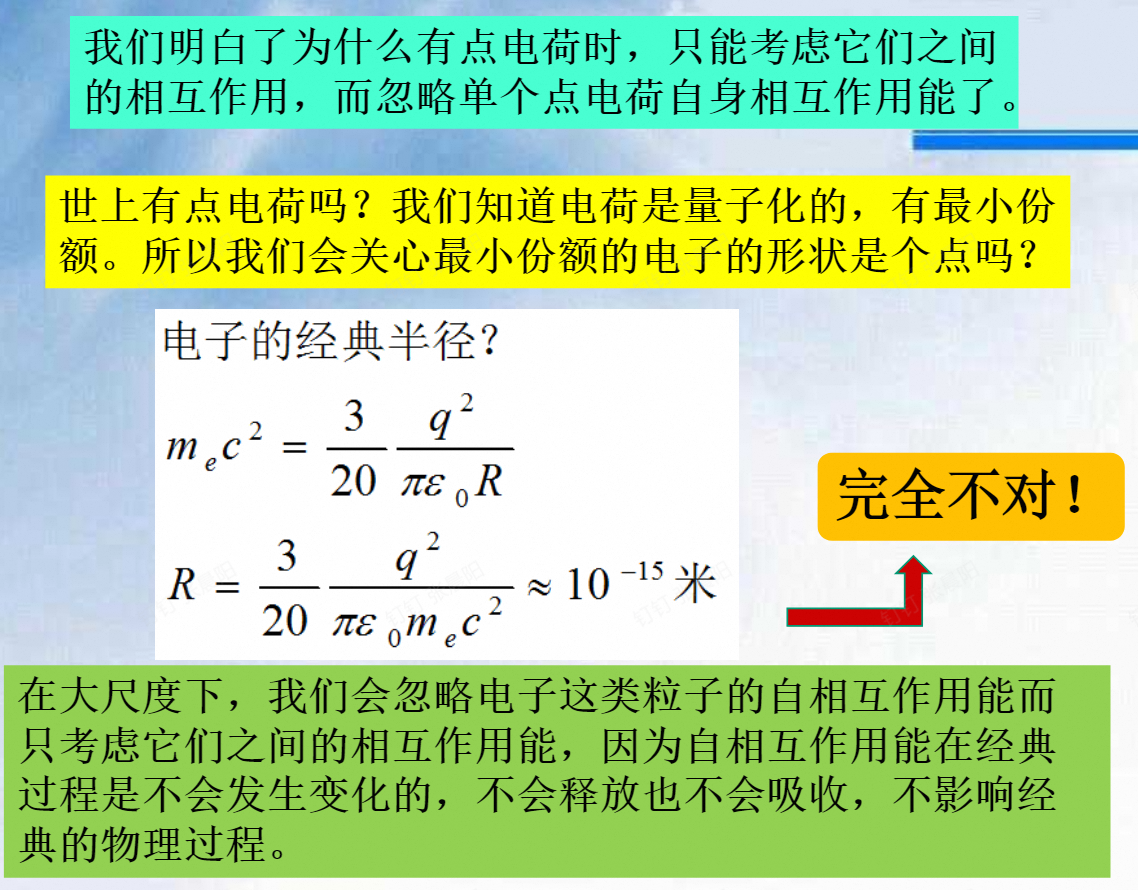 我们明白了为什么有点电荷时，只能考虑它们之间
的相互作用，而忽略单个点电荷自身相互作用能了。
世上有点电荷吗？我们知道电荷是量子化的，有最小份
额。所以我们会关心最小份额的电子的形状是个点吗？
电子的经典半径？
m_e c^2 = \frac{3}{20} \frac{q^2}{πε_0 R}
R = \frac{3}{20} \frac{q^2}{πε_0 m_e c^2} ≈ 10^{-15} 米
完全不对！
在大尺度下，我们会忽略电子这类粒子的自相互作用能而
只考虑它们之间的相互作用能，因为自相互作用能在经典
过程是不会发生变化的，不会释放也不会吸收，不影响经
典的物理过程。